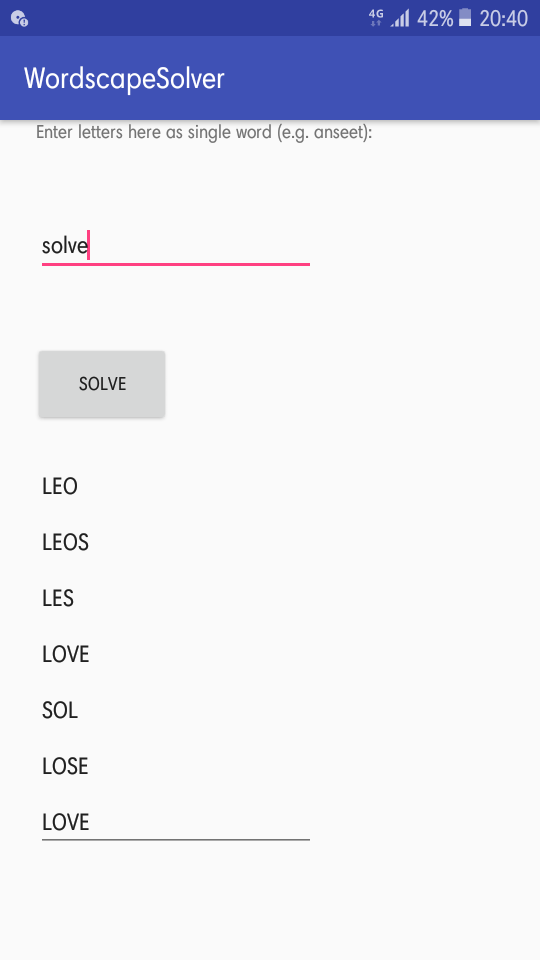 4G 42% 20:40
WordscapeSolver
Enter letters here as single word (e.g. anseet):
solve
SOLVE
LEO
LEOS
LES
LOVE
SOL
LOSE
LOVE